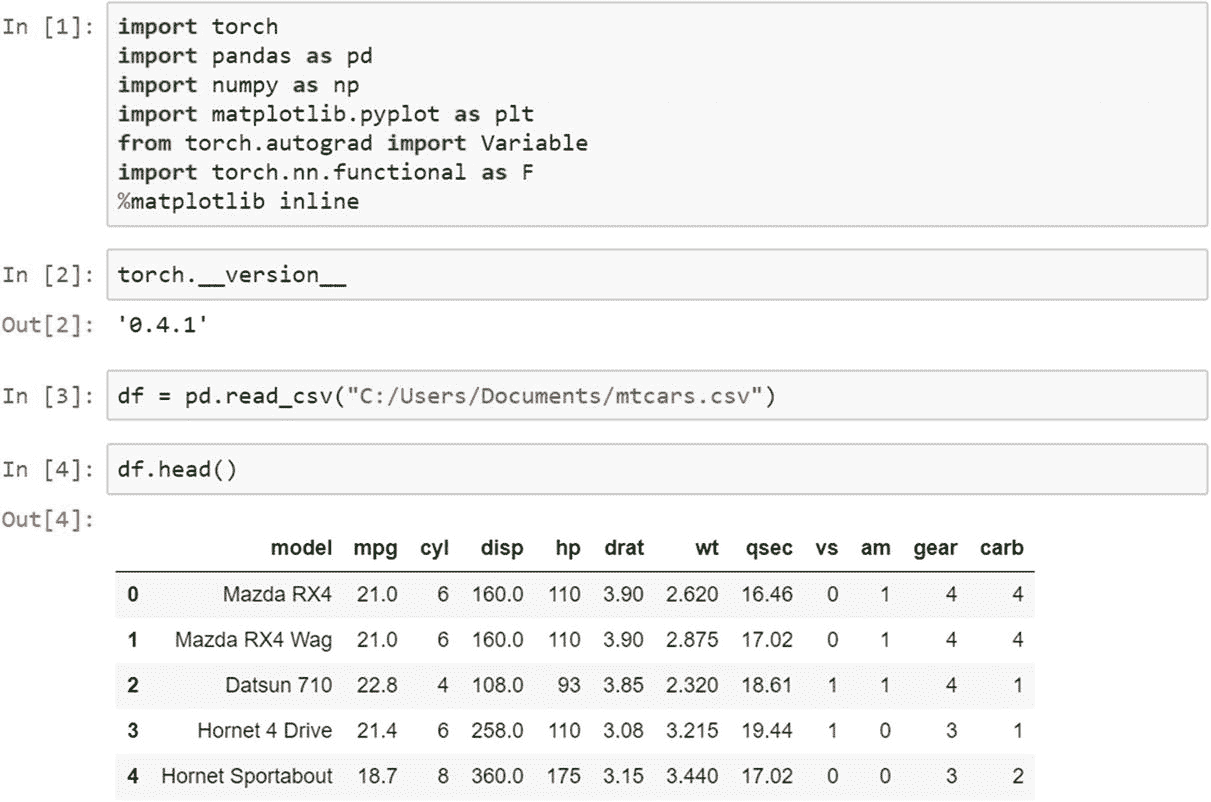 In [1]: import torch
import pandas as pd
import numpy as np
import matplotlib.pyplot as plt
from torch.autograd import Variable
import torch.nn.functional as F
%matplotlib inline
In [2]: torch.__version__
Out[2]: '0.4.1'
In [3]: df = pd.read_csv("C:/Users/Documents/mtcars.csv")
In [4]: df.head()
Out[4]:
model mpg cyl disp hp drat wt qsec vs am gear carb
0 Mazda RX4 21.0 6 160.0 110 3.90 2.620 16.46 0 1 4 4
1 Mazda RX4 Wag 21.0 6 160.0 110 3.90 2.875 17.02 0 1 4 4
2 Datsun 710 22.8 4 108.0 93 3.85 2.320 18.61 1 1 4 1
3 Hornet 4 Drive 21.4 6 258.0 110 3.08 3.215 19.44 1 0 3 1
4 Hornet Sportabout 18.7 8 360.0 175 3.15 3.440 17.02 0 0 3 2